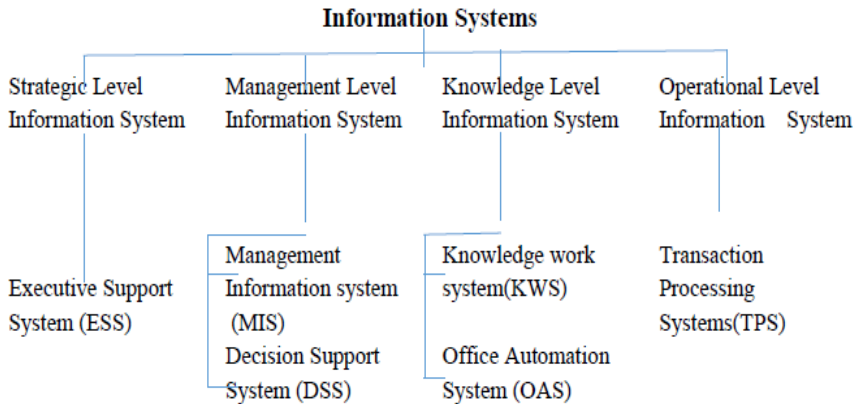 Information Systems
Strategic Level
Information System
Management Level
Information System
Knowledge Level
Information System
Operational Level
Information System
Executive Support
System (ESS)
Management
Information system
(MIS)
Decision Support
System (DSS)
Knowledge work
system(KWS)
Office Automation
System (OAS)
Transaction
Processing
Systems(TPS)